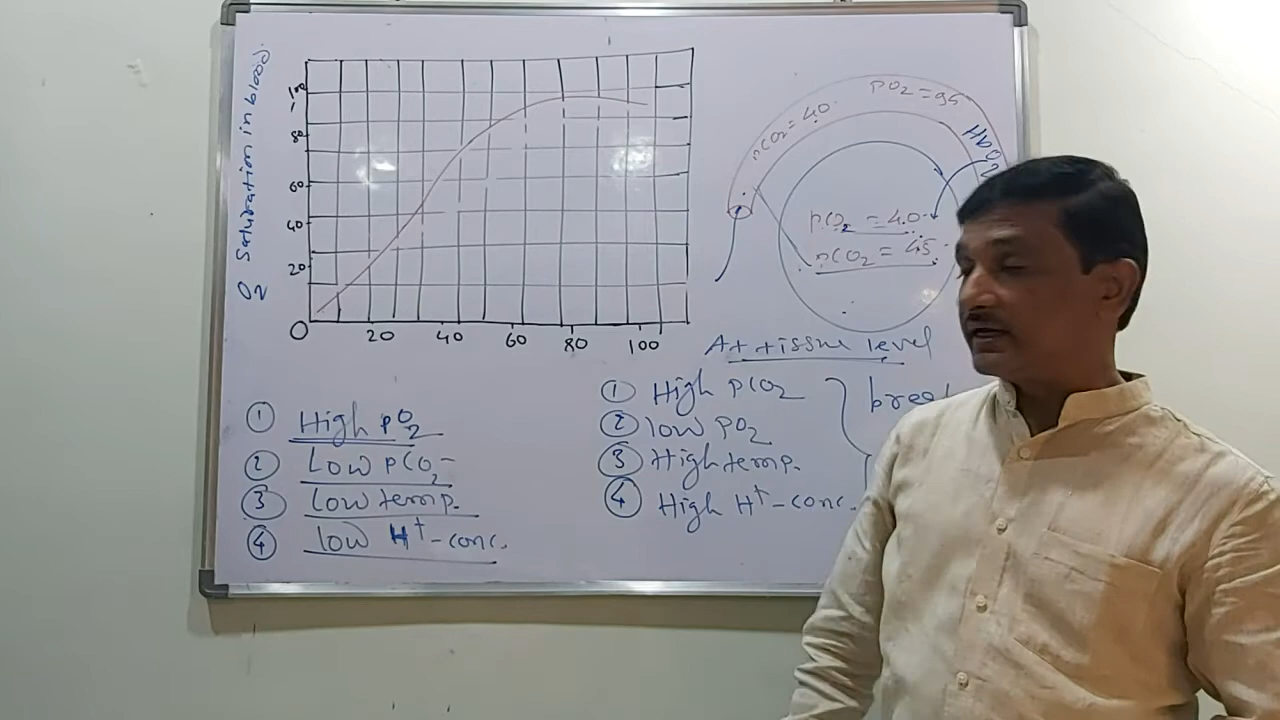 O2 Saturation in blood.
100
80
60
40
20
0
20 40 60 80 100
pCO2 = 40
pO2 = 95
HbO2
pO2 = 40
pCO2 = 45
At tissue level
① High pO2
② Low pCO2
③ Low temp.
④ low H+-conc.
① High pCO2
② low PO2
③ High temp.
④ High H+-conc.